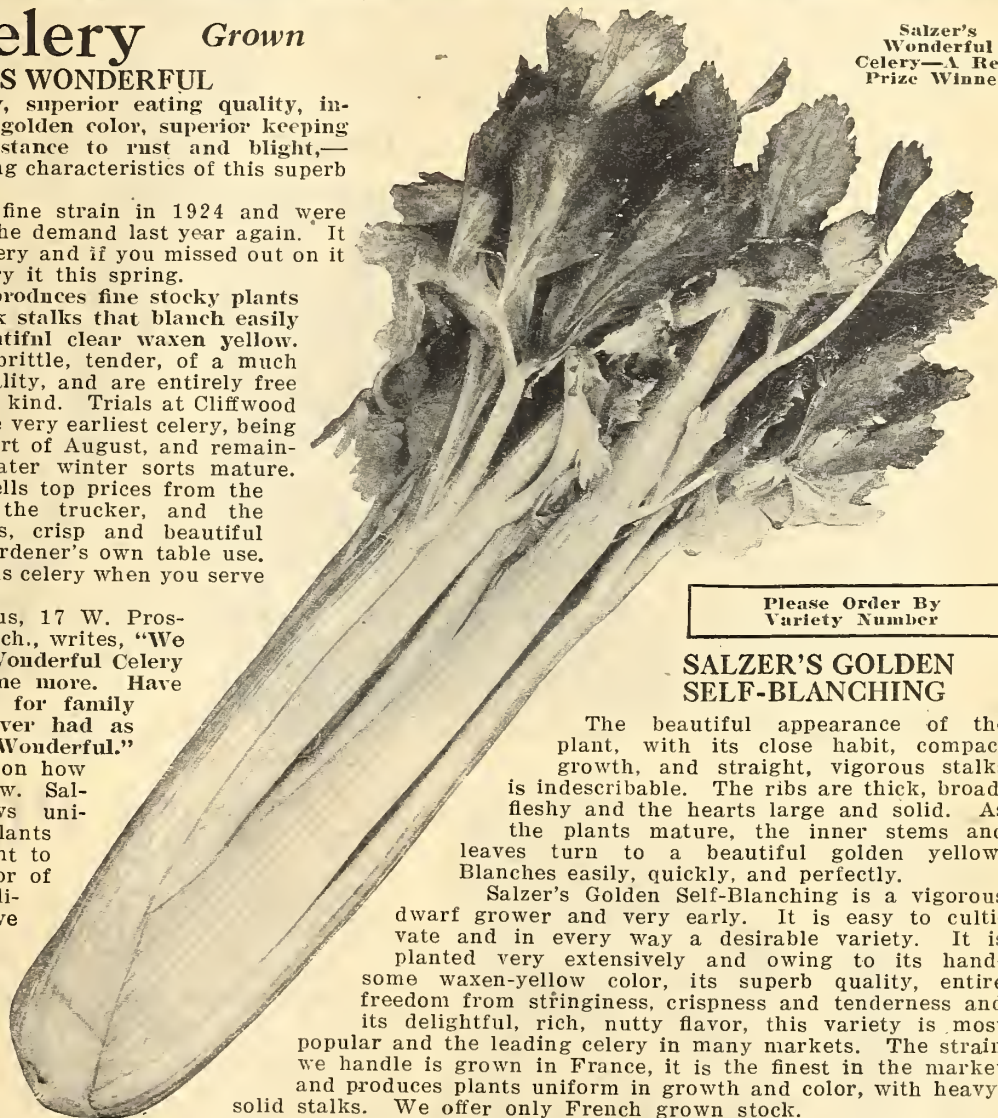 elery Grown
S WONDERFUL
, superior eating quality, in-
golden color, superior keeping
stance to rust and blight,—
ng characteristics of this superb
fine strain in 1924 and were
he demand last year again. It
ery and if you missed out on it
ry it this spring.
produces fine stocky plants
k stalks that blanch easily
tiful clear waxen yellow.
brittle, tender, of a much
lity, and are entirely free
kind. Trials at Cliffwood
e very earliest celery, being
rt of August, and remain-
ater winter sorts mature.
ells top prices from the
the trucker, and the
s, crisp and beautiful
rdener's own table use.
s celery when you serve
us, 17 W. Pros-
ch., writes, "We
Wonderful Celery
me more. Have
for family
ver had as
Wonderful."
on how
w. Sal-
ws uni-
lants
nt to
or of
li-
ve
Salzer's
Wonderful
Celery—A Re
Prize Winne
Please Order By
Variety Number
SALZER'S GOLDEN
SELF-BLANCHING
The beautiful appearance of th
plant, with its close habit, compac
growth, and straight, vigorous stalk
is indescribable. The ribs are thick, broad
fleshy and the hearts large and solid. As
the plants mature, the inner stems and
leaves turn to a beautiful golden yellow
Blanches easily, quickly, and perfectly.
Salzer's Golden Self-Blanching is a vigorous
dwarf grower and very early. It is easy to culti
vate and in every way a desirable variety. It is
planted very extensively and owing to its hand-
some waxen-yellow color, its superb quality, entire
freedom from stringiness, crispness and tenderness and
its delightful, rich, nutty flavor, this variety is most
popular and the leading celery in many markets. The strain
we handle is grown in France, it is the finest in the market
and produces plants uniform in growth and color, with heavy
solid stalks. We offer only French grown stock.